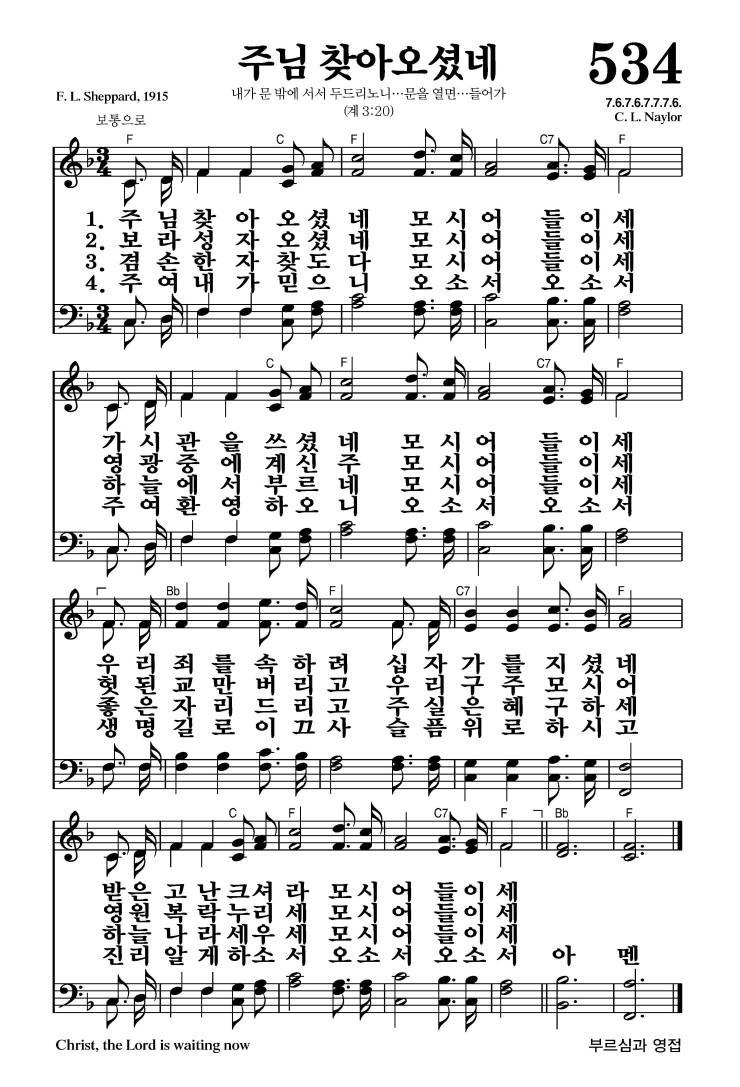 주님 찾아오셨네
534
내가 문 밖에 서서 두드리노니…문을 열면…들어가
(계 3:20)
F. L. Sheppard, 1915
7.6.7.6.7.7.7.6.
C. L. Naylor
보통으로
F C F C7 F
1. 주 님 찾 아 오 셨 네 모 시 어 들 이 세
2. 보 라 성 자 오 셨 네 모 시 어 들 이 세
3. 겸 손 한 자 찾 도 다 모 시 어 들 이 세
4. 주 여 내 가 믿 으 니 오 소 서 오 소 서
C F C7 F
가 시 관 을 쓰 셨 네 모 시 어 들 이 세
영 광 중 에 계 신 주 모 시 어 들 이 세
하 늘 에 서 부 르 네 모 시 어 들 이 세
주 여 환 영 하 오 니 오 소 서 오 소 서
Bb F C7 F
우 리 죄 를 속 하 려 십 자 가 를 지 셨 네
헛 된 교 만 버 리 고 우 리 구 주 모 시 어
좋 은 자 리 드 리 고 주 실 은 혜 구 하 세
생 명 길 로 이 끄 사 슬 픔 위 로 하 시 고
C F C7 F Bb F
받 은 고 난 크 셔 라 모 시 어 들 이 세
영 원 복 락 누 리 세 모 시 어 들 이 세
하 늘 나 라 세 우 세 모 시 어 들 이 세
진 리 알 게 하 소 서 오 소 서 오 소 서 아 멘
Christ, the Lord is waiting now
부르심과 영접